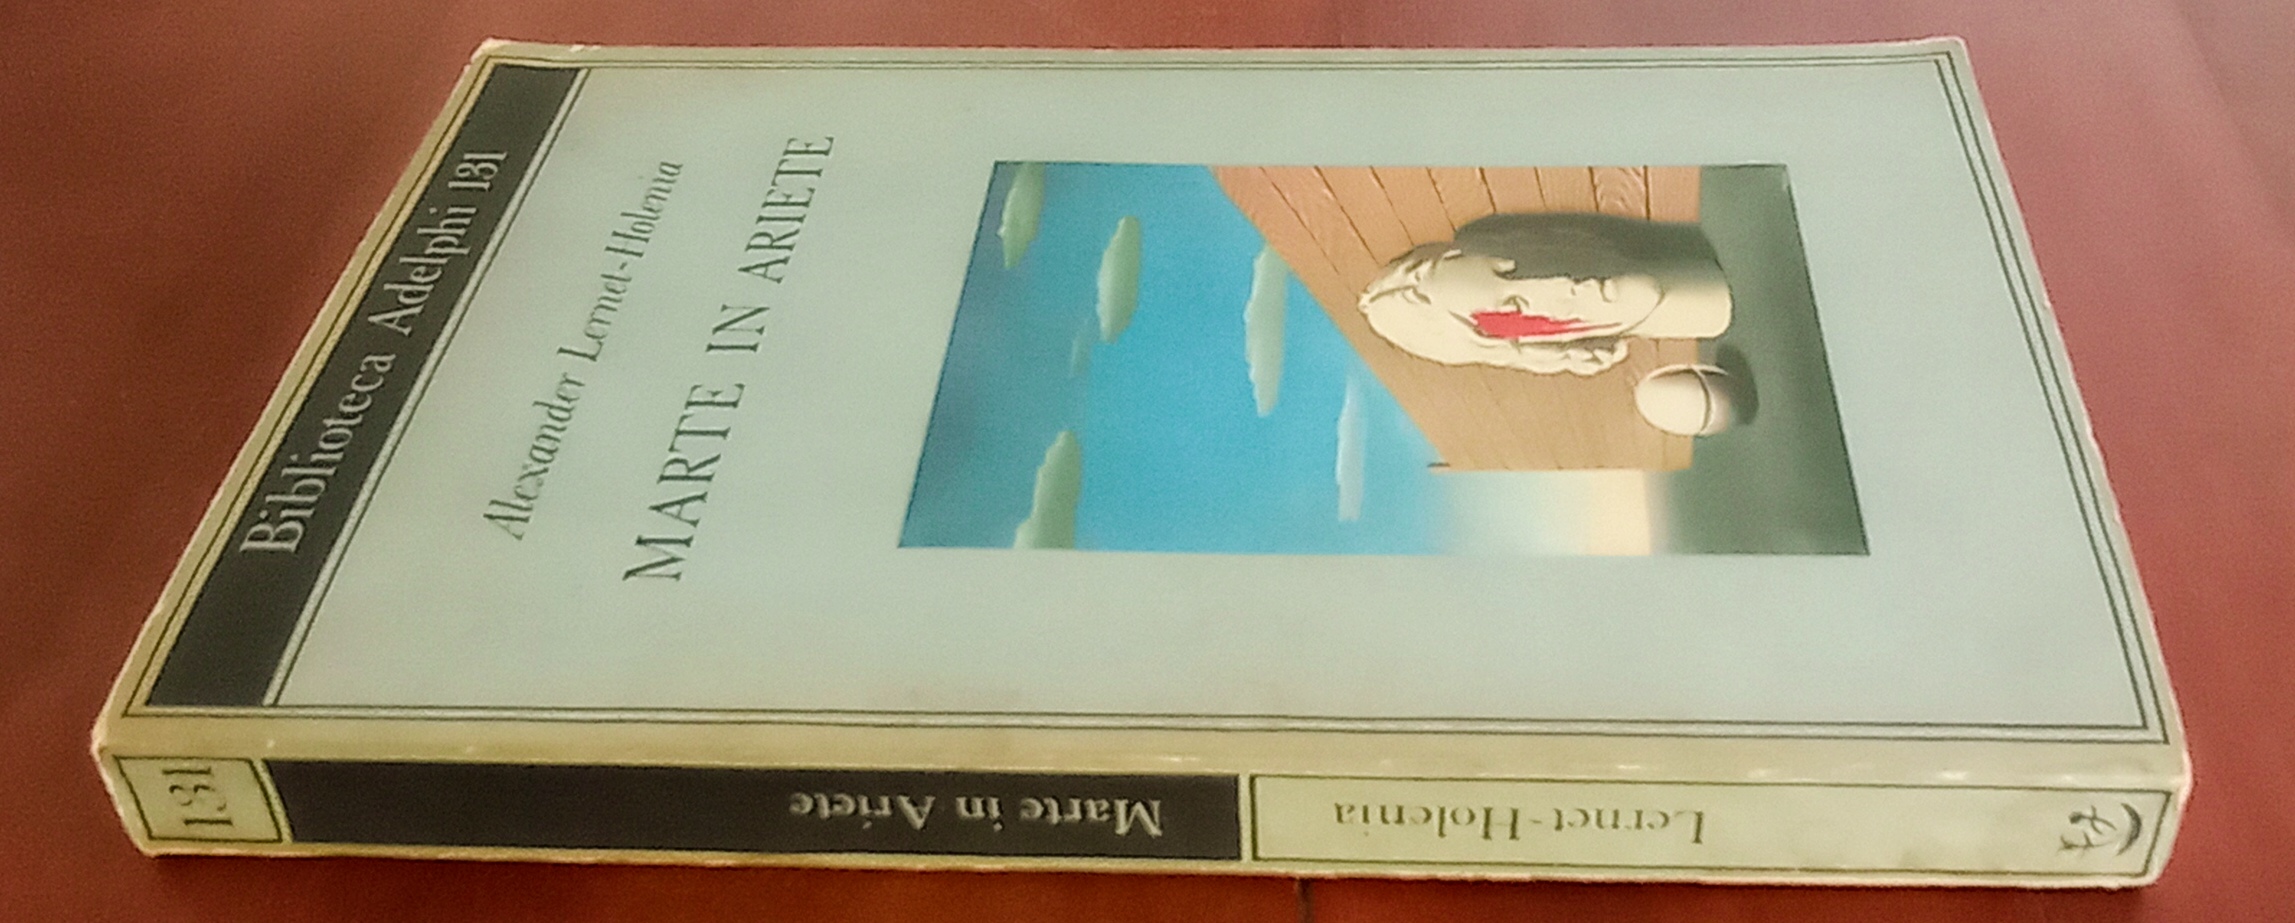 Biblioteca Adelphi 131
Alexander Lernet-Holenia
MARTE IN ARIETE
Lernet-Holenia
Marte in Ariete
131